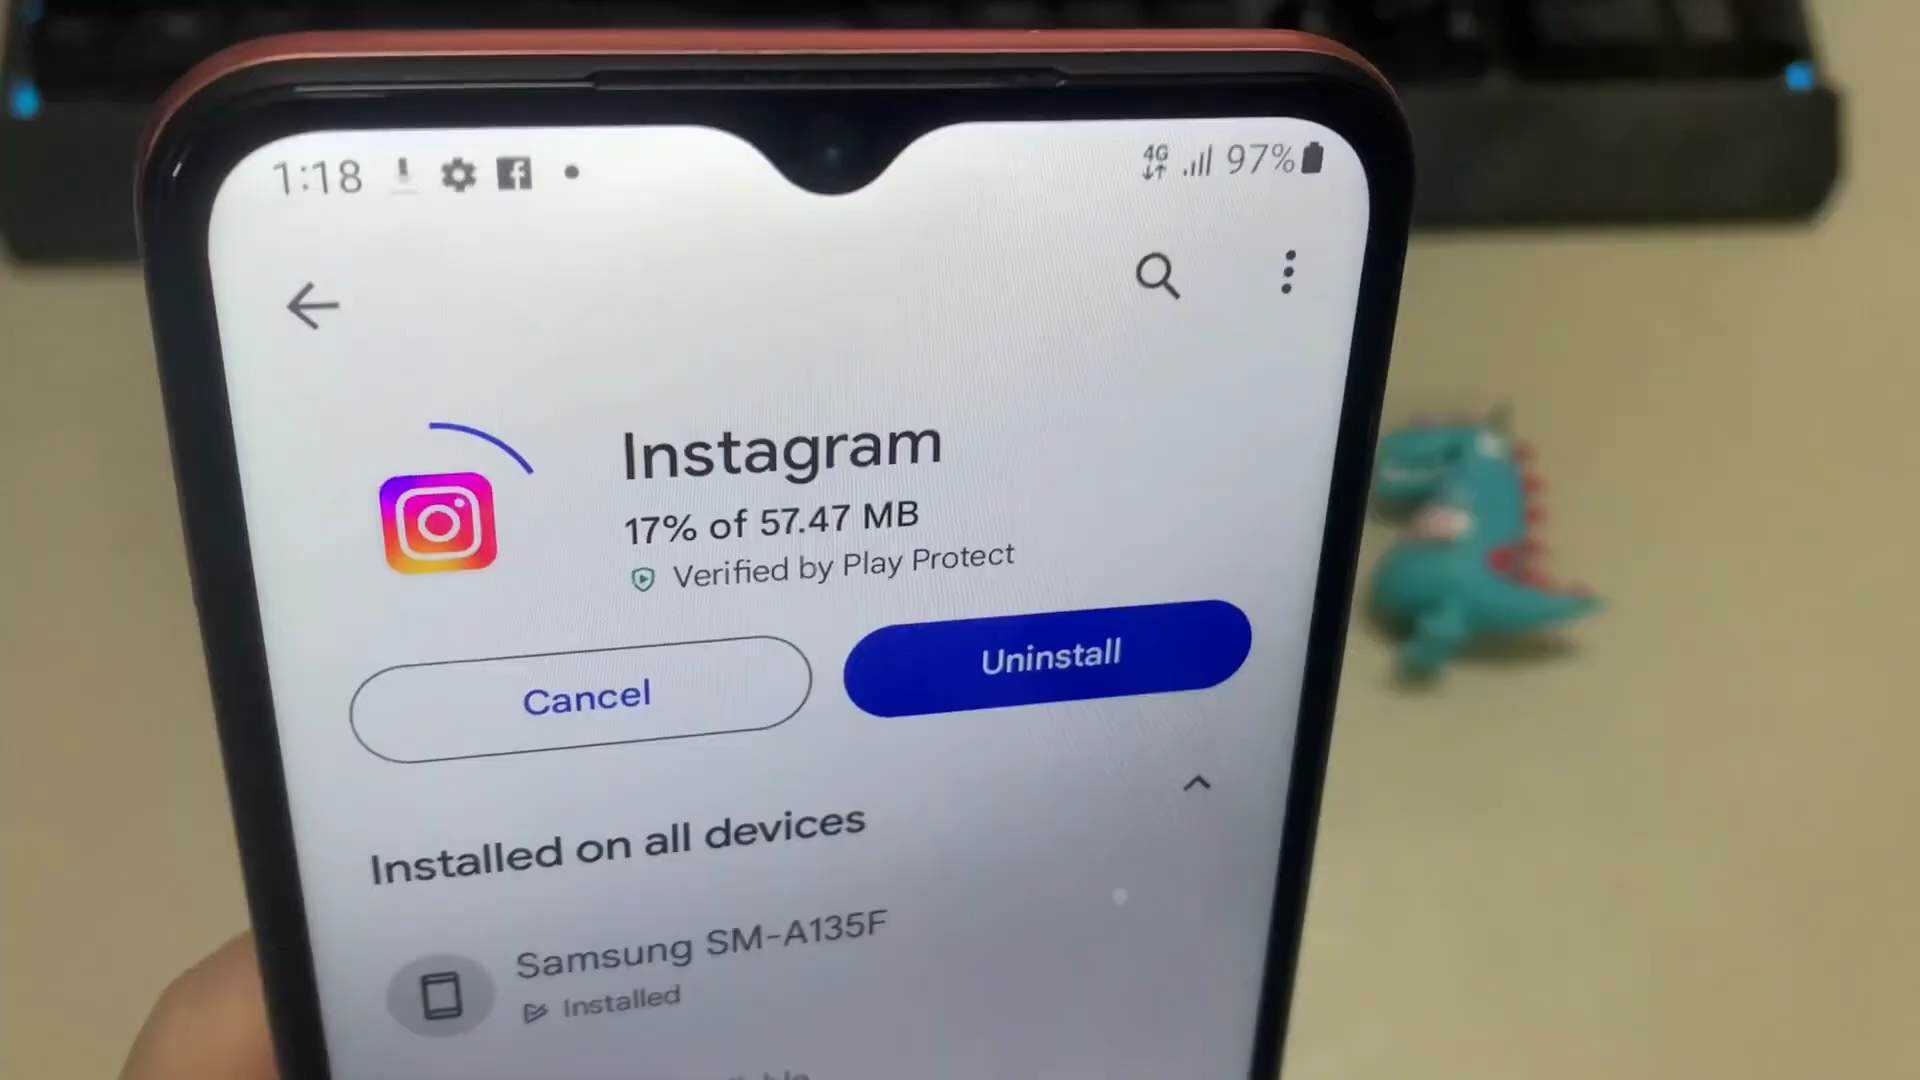 1:18
4G 97%
Instagram
17% of 57.47 MB
Verified by Play Protect
Cancel
Uninstall
Installed on all devices
Samsung SM-A135F
Installed